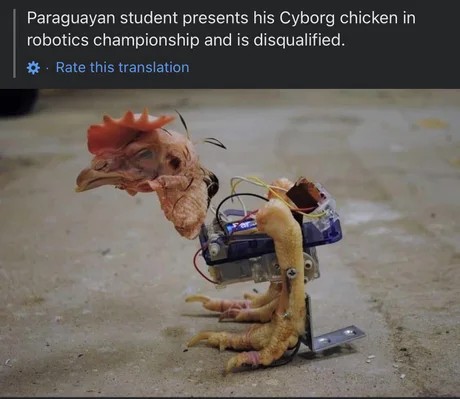 Paraguayan student presents his Cyborg chicken in
robotics championship and is disqualified.
· Rate this translation